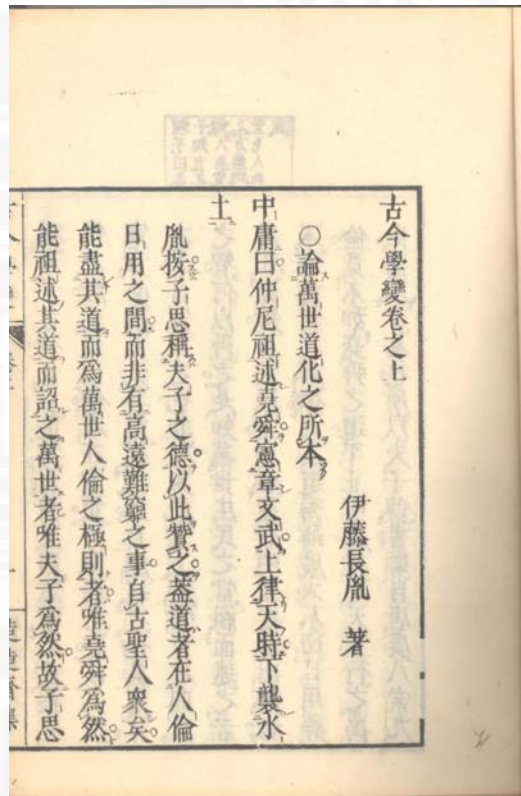 古今學變卷之上
伊藤長胤 著
○論萬世道化之所本
中庸曰仲尼祖述堯舜憲章文武上律天時下襲水
土
胤按子思稱夫子之德以此贊之蓋道者在人倫
日用之間而非有高遠難窮之事自古聖人衆矣
能盡其道而爲萬世人倫之極則者唯堯舜爲然
能祖述其道而詔之萬世者唯夫子爲然故子思